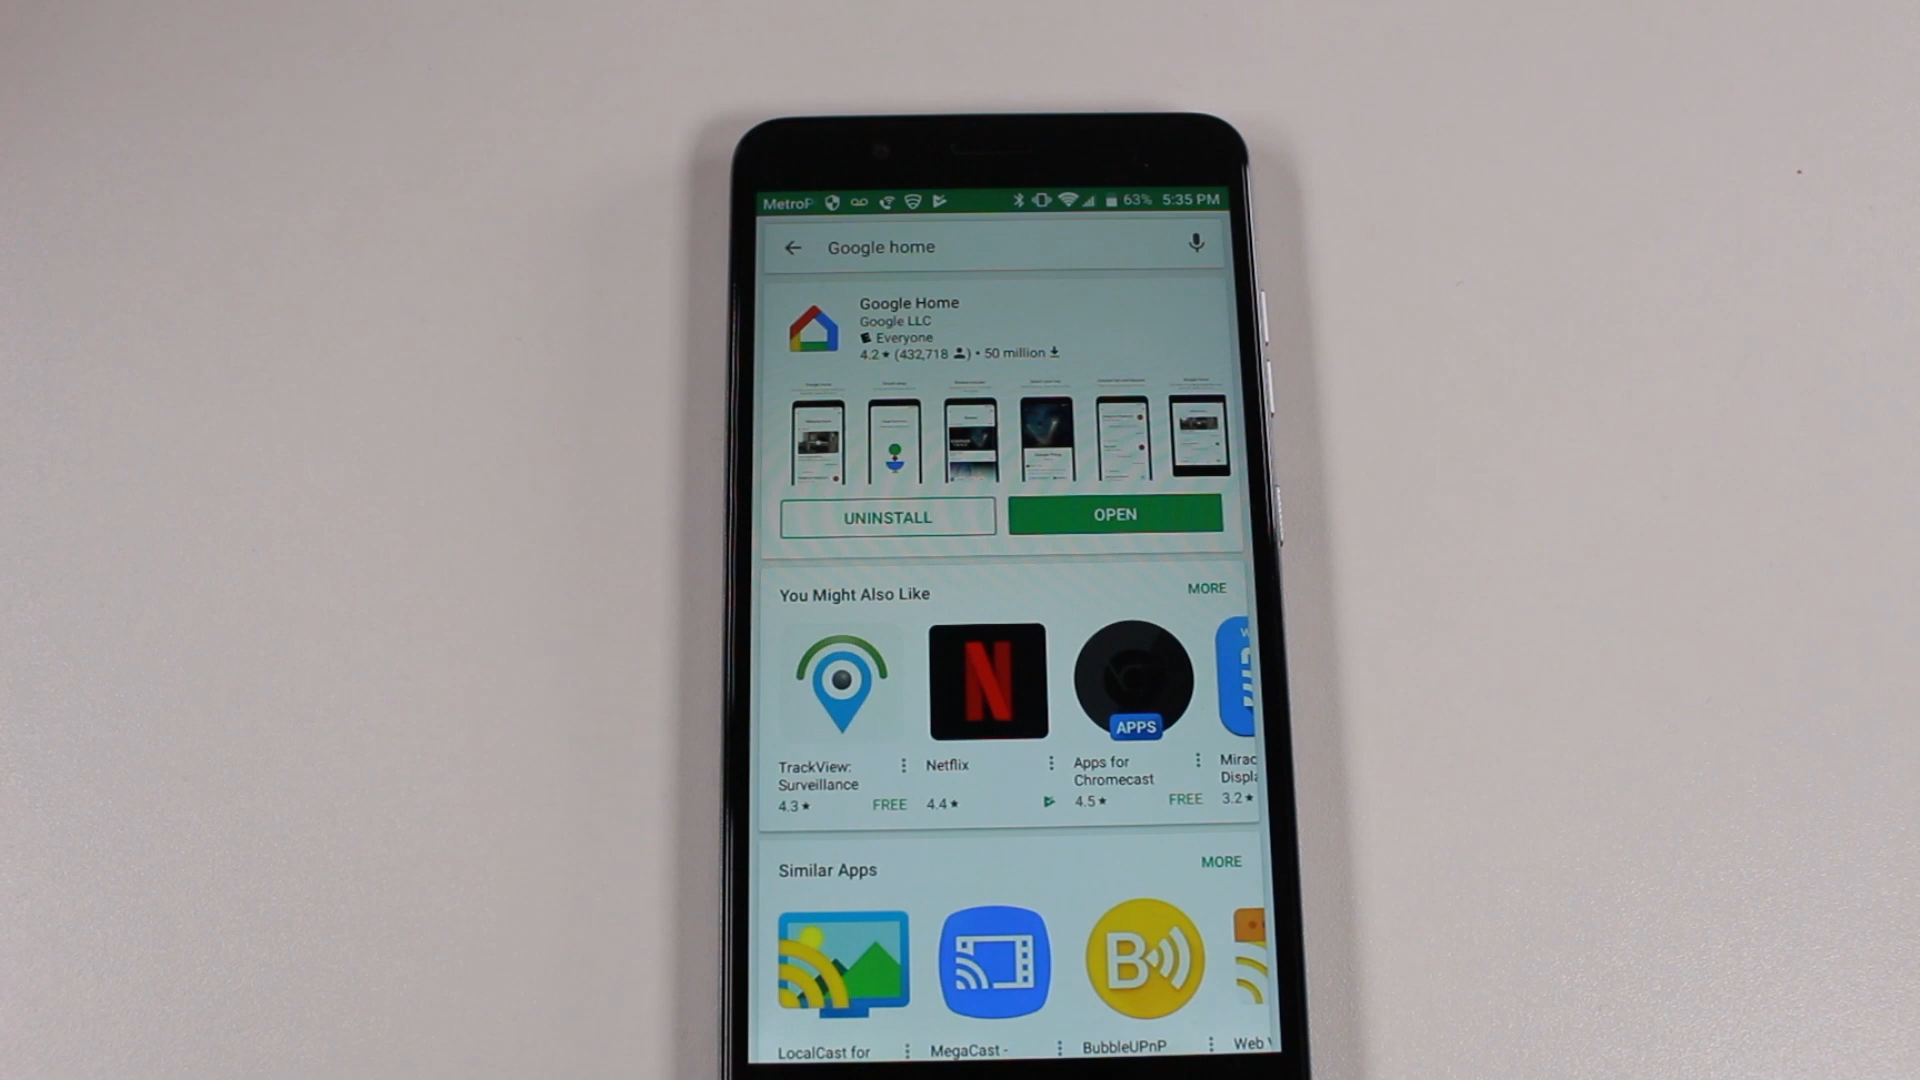 MetroP 63% 5:35 PM
Google home
Google Home
Google LLC
Everyone
4.2★ (432,718) • 50 million
UNINSTALL
OPEN
You Might Also Like
MORE
N
APPS
TrackView:
Surveillance
4.3★ FREE
Netflix
4.4★
Apps for
Chromecast
4.5★ FREE
Mirac
Displa
3.2★
Similar Apps
MORE
B
LocalCast for
MegaCast -
BubbleUPnP
Web V